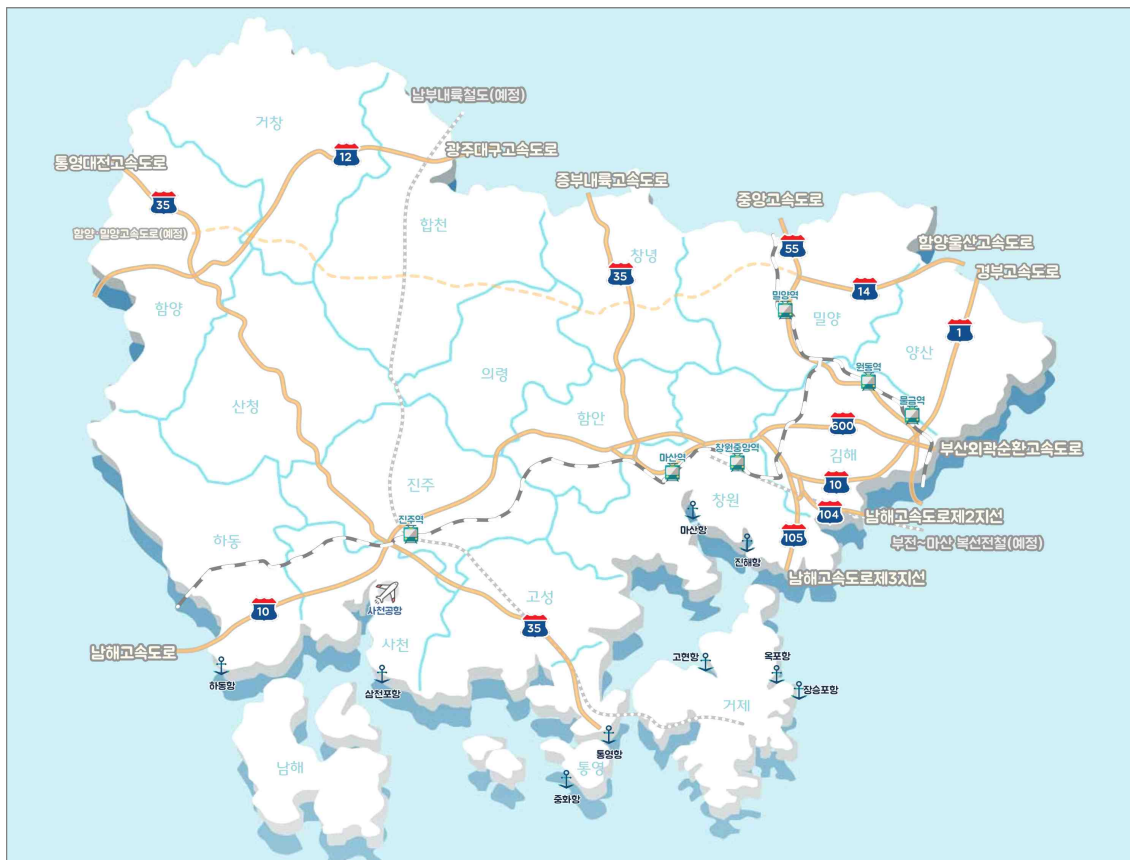 남부내륙철도(예정)
거창
12
광주대구고속도로
통영대전고속도로
35
중부내륙고속도로
중앙고속도로
합천
함양·밀양고속도로(예정)
창녕
55
함양울산고속도로
경부고속도로
35
14
밀양역
함양
밀양
1
양산
의령
원동역
산청
물금역
함안
600
부산외곽순환고속도로
마산역
창원중앙역
김해
진주
10
창원
104
남해고속도로제2지선
마산항
진주역
하동
105
부전~마산 복선전철(예정)
진해항
남해고속도로제3지선
사천공항
고성
10
35
사천
남해고속도로
고현항
옥포항
하동항
삼천포항
장승포항
거제
통영항
남해
통영
중화항